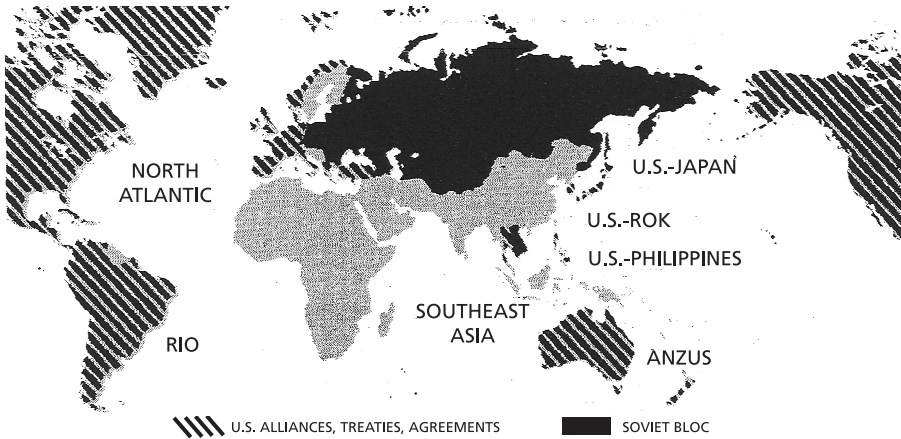 NORTH
ATLANTIC
U.S.-JAPAN
U.S.-ROK
U.S.-PHILIPPINES
SOUTHEAST
ASIA
RIO
ANZUS
U.S. ALLIANCES, TREATIES, AGREEMENTS
SOVIET BLOC